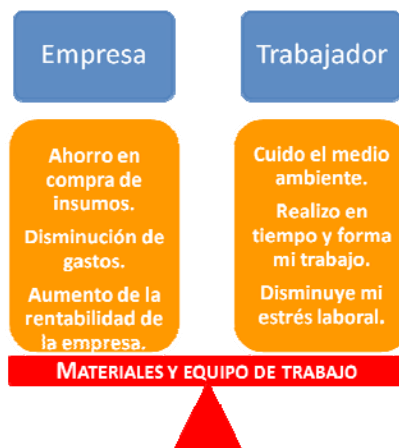 Empresa
Trabajador
Ahorro en
compra de
insumos.
Disminución de
gastos.
Aumento de la
rentabilidad de
la empresa.
Cuido el medio
ambiente.
Realizo en
tiempo y forma
mi trabajo.
Disminuye mi
estrés laboral.
MATERIALES Y EQUIPO DE TRABAJO